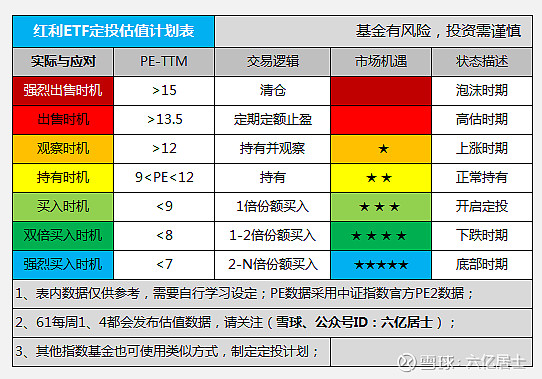 红利ETF定投估值计划表 基金有风险，投资需谨慎
实际与应对 PE-TTM 交易逻辑 市场机遇 状态描述
强烈出售时机 >15 清仓 泡沫时期
出售时机 >13.5 定期定额止盈 高估时期
观察时机 >12 持有并观察 ★ 上涨时期
持有时机 9<PE<12 持有 ★★ 正常持有
买入时机 <9 1倍份额买入 ★★★ 开启定投
双倍买入时机 <8 1-2倍份额买入 ★★★★ 下跌时期
强烈买入时机 <7 2-N倍份额买入 ★★★★★ 底部时期
1、表内数据仅供参考，需要自行学习设定；PE数据采用中证指数官方PE2数据；
2、61每周1、4都会发布估值数据，请关注（雪球、公众号ID：六亿居士）；
3、其他指数基金也可使用类似方式，制定定投计划；
雪球：六亿居士